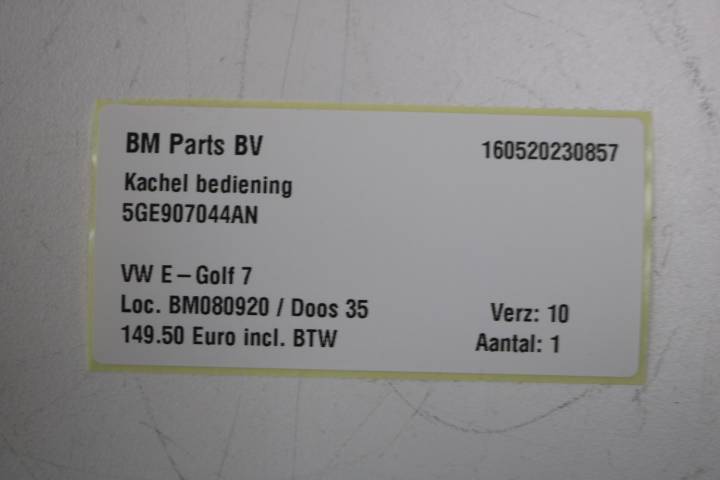 BM Parts BV 160520230857
Kachel bediening
5GE907044AN
VW E-Golf 7
Loc. BM080920 / Doos 35 Verz: 10
149.50 Euro incl. BTW Aantal: 1